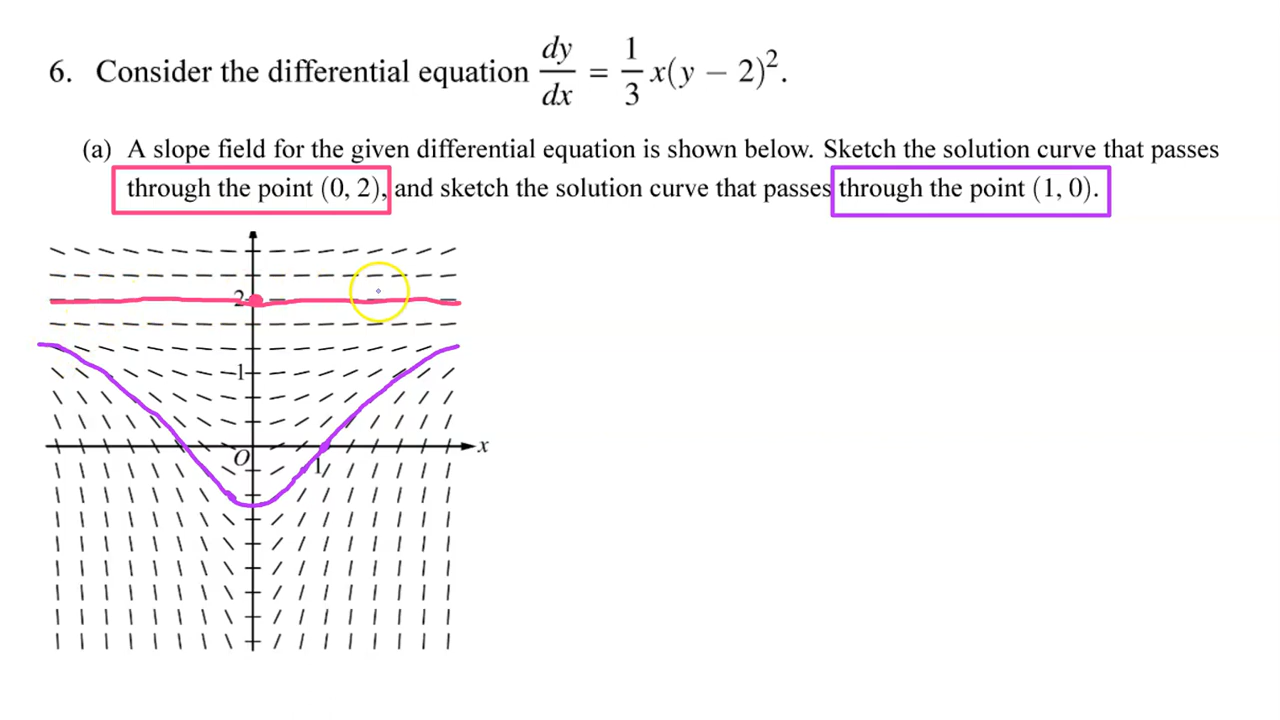 6. Consider the differential equation dy/dx = 1/3 x(y − 2)².
(a) A slope field for the given differential equation is shown below. Sketch the solution curve that passes
through the point (0, 2), and sketch the solution curve that passes through the point (1, 0).
2
1
O
1
x